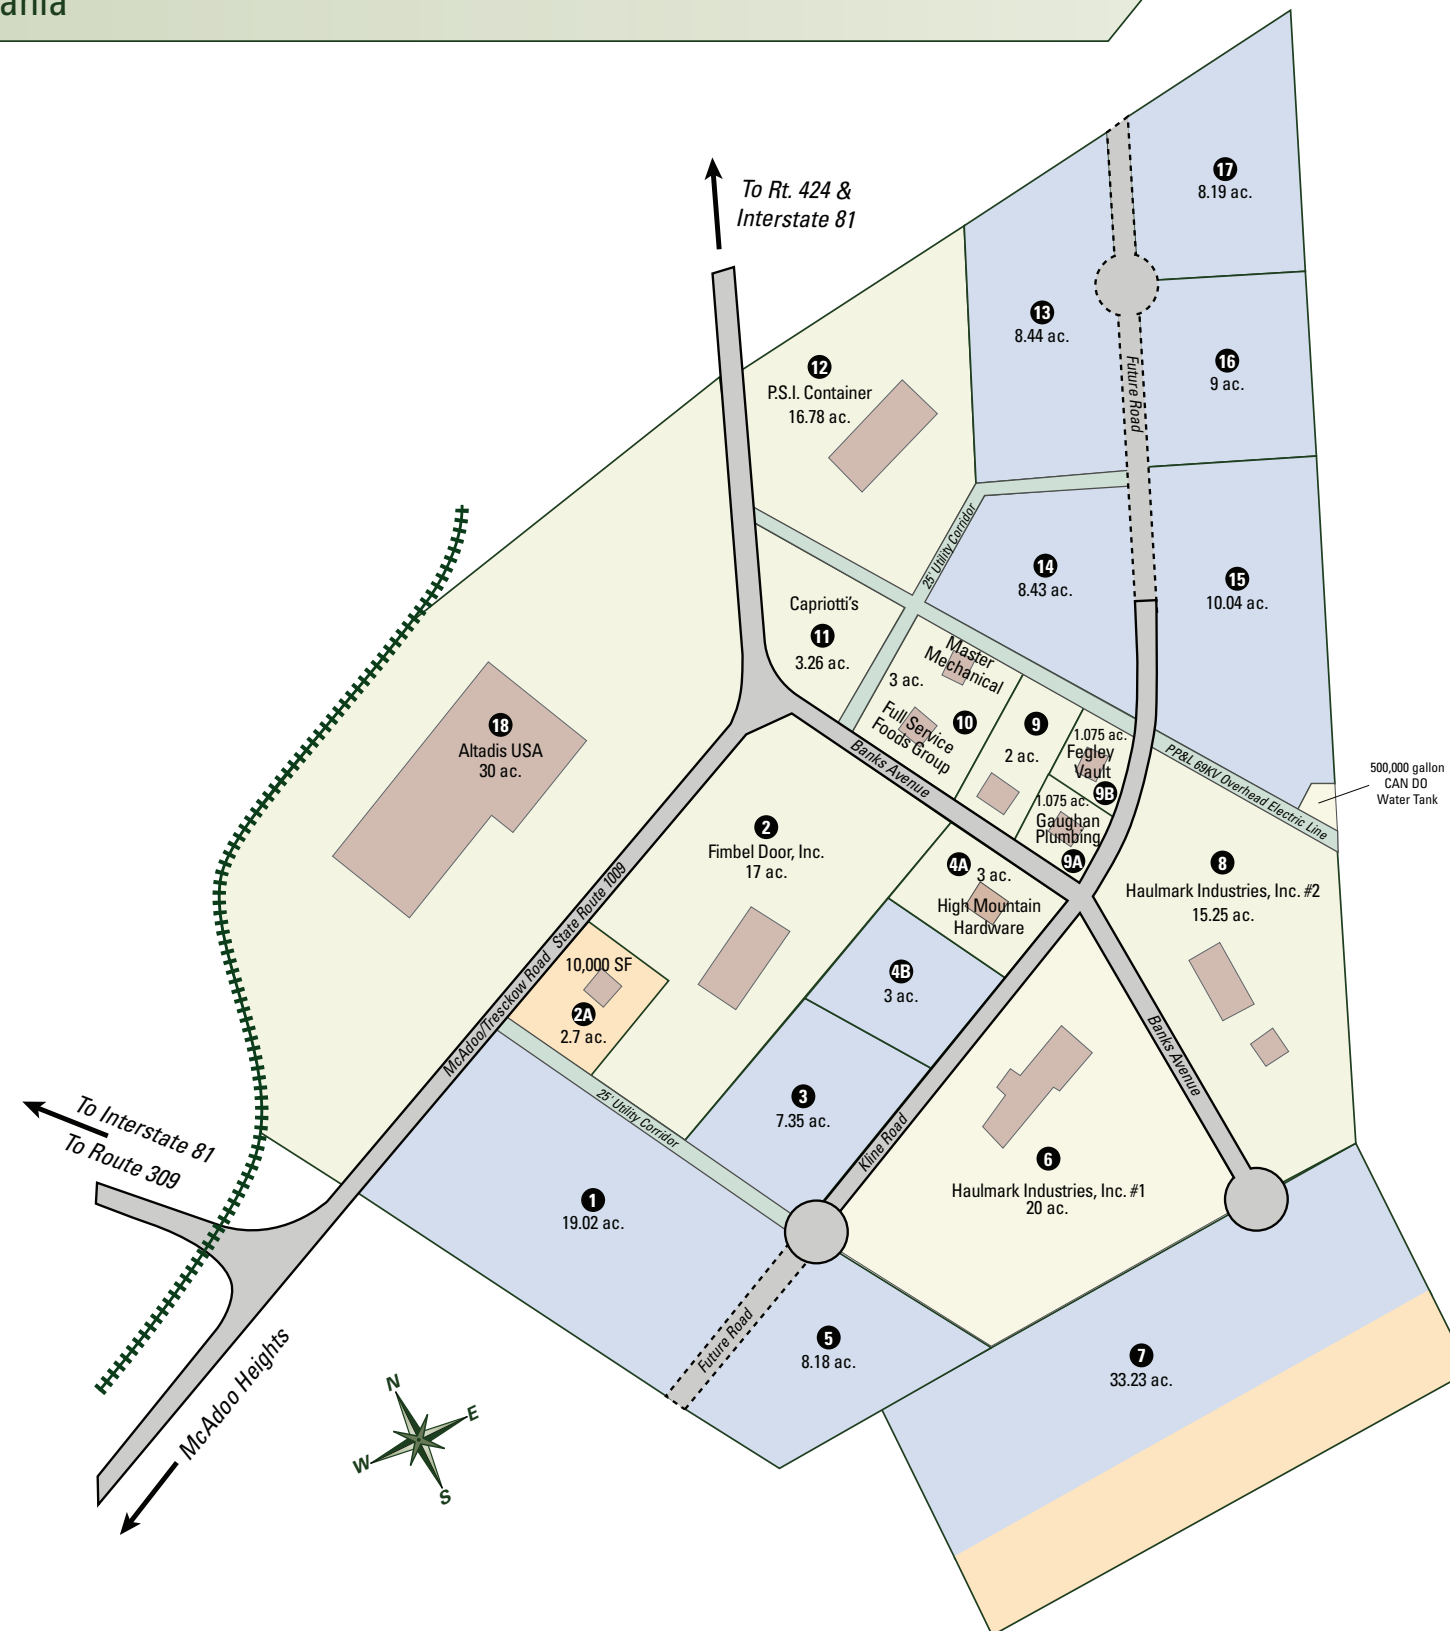 ania
To Rt. 424 &
Interstate 81
17
8.19 ac.
13
8.44 ac.
16
9 ac.
Future Road
12
P.S.I. Container
16.78 ac.
25' Utility Corridor
14
8.43 ac.
15
10.04 ac.
Capriotti's
11
3.26 ac.
Master
Mechanical
3 ac.
10
Full Service
Foods Group
9
2 ac.
1.075 ac.
Fegley
Vault
9B
1.075 ac.
Gaughan
Plumbing
9A
Banks Avenue
PP&L 69KV Overhead Electric Line
500,000 gallon
CAN DO
Water Tank
18
Altadis USA
30 ac.
2
Fimbel Door, Inc.
17 ac.
4A
3 ac.
High Mountain
Hardware
8
Haulmark Industries, Inc. #2
15.25 ac.
McAdoo/Tresckow Road State Route 1009
10,000 SF
2A
2.7 ac.
4B
3 ac.
25' Utility Corridor
3
7.35 ac.
Kline Road
Banks Avenue
To Interstate 81
To Route 309
6
Haulmark Industries, Inc. #1
20 ac.
1
19.02 ac.
Future Road
5
8.18 ac.
7
33.23 ac.
McAdoo Heights
N
E
W
S